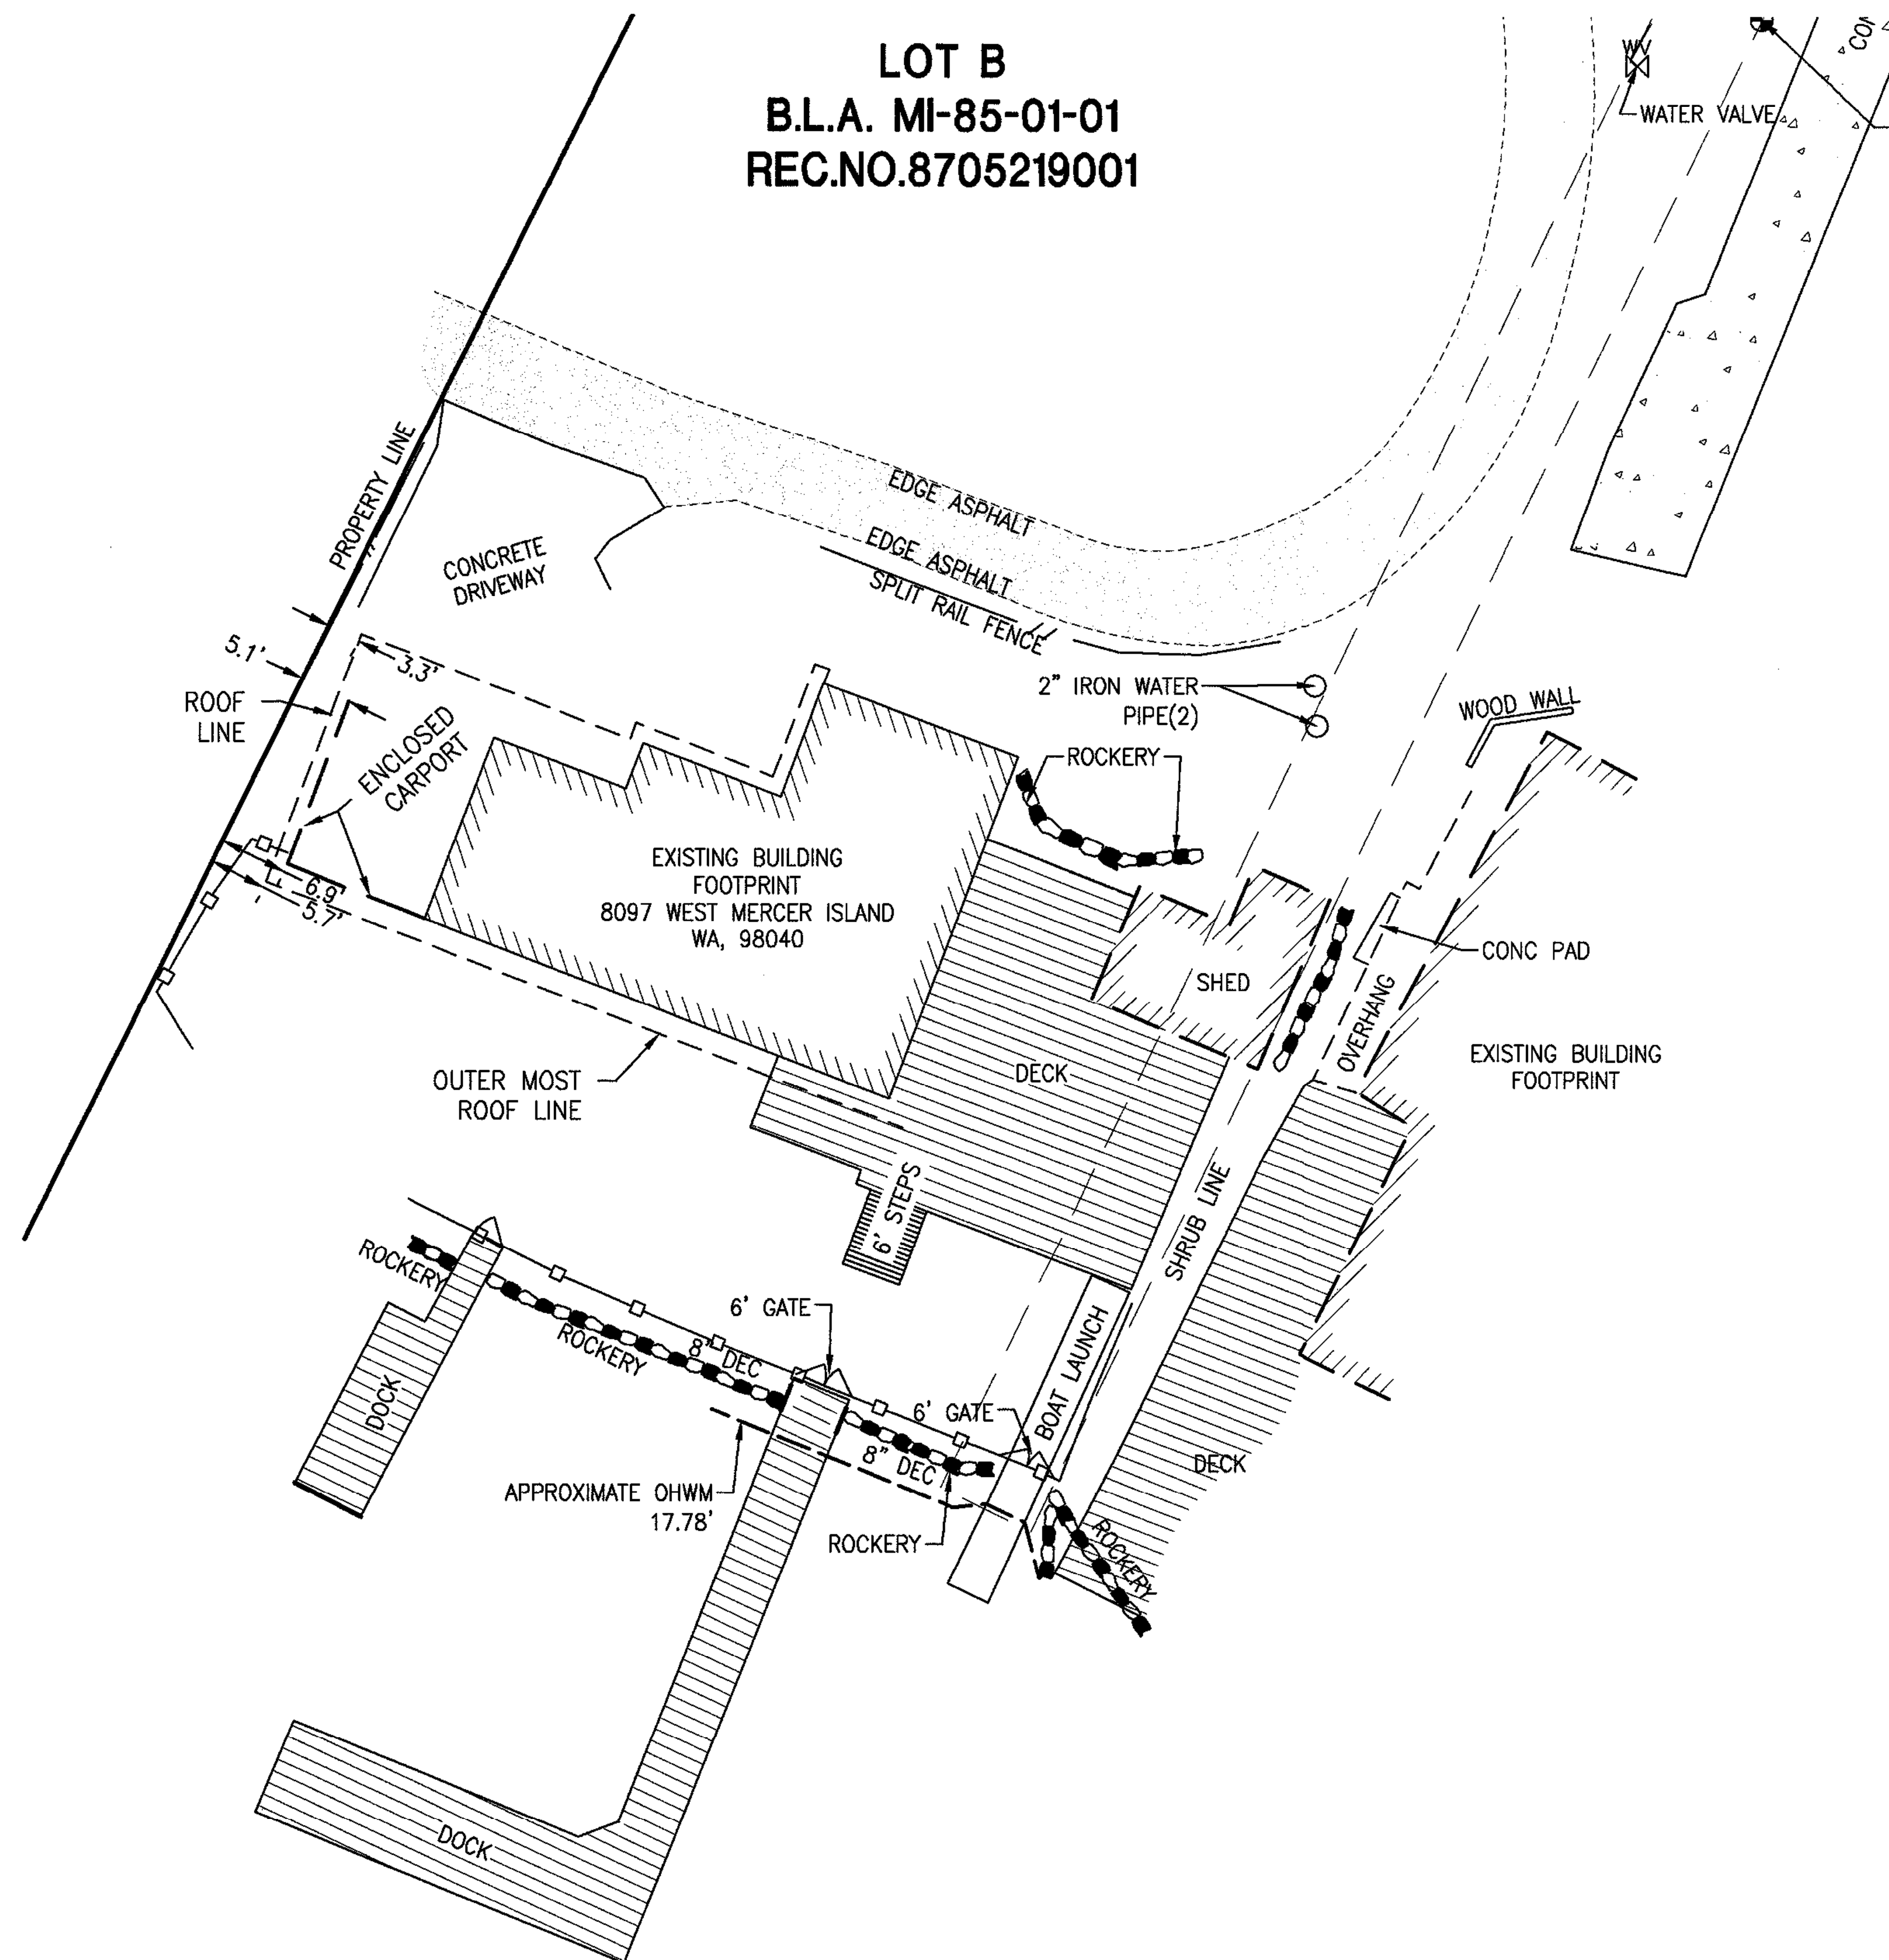 LOT B
B.L.A. MI-85-01-01
REC.NO.8705219001
WV
WATER VALVE
PROPERTY LINE
CONCRETE
DRIVEWAY
EDGE ASPHALT
EDGE ASPHALT
SPLIT RAIL FENCE
5.1'
3.3'
ROOF
LINE
ENCLOSED
CARPORT
2" IRON WATER
PIPE(2)
WOOD WALL
ROCKERY
EXISTING BUILDING
FOOTPRINT
8097 WEST MERCER ISLAND
WA, 98040
6.9'
5.7'
SHED
CONC PAD
OVERHANG
EXISTING BUILDING
FOOTPRINT
DECK
OUTER MOST
ROOF LINE
6' STEPS
SHRUB LINE
ROCKERY
6' GATE
ROCKERY
8" DEC
BOAT LAUNCH
DOCK
6' GATE
8" DEC
DECK
APPROXIMATE OHWM
17.78'
ROCKERY
ROCKERY
DOCK